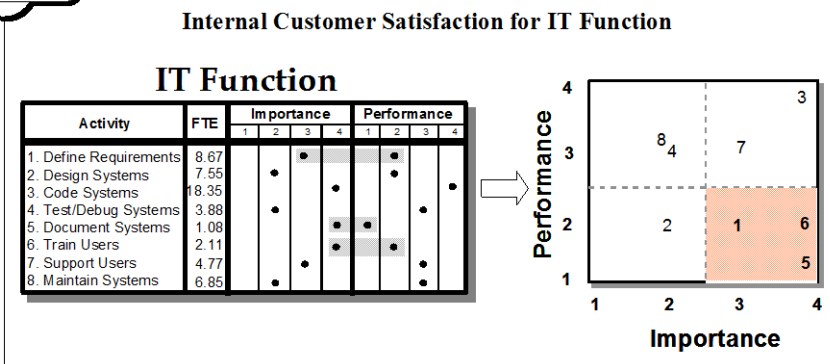 Internal Customer Satisfaction for IT Function
IT Function
Activity FTE Importance Performance
1 2 3 4 1 2 3 4
1. Define Requirements 8.67
2. Design Systems 7.55
3. Code Systems 18.35
4. Test/Debug Systems 3.88
5. Document Systems 1.08
6. Train Users 2.11
7. Support Users 4.77
8. Maintain Systems 6.85
Performance
4
3
2
1
3
8
4
7
2
1
6
5
1 2 3 4
Importance